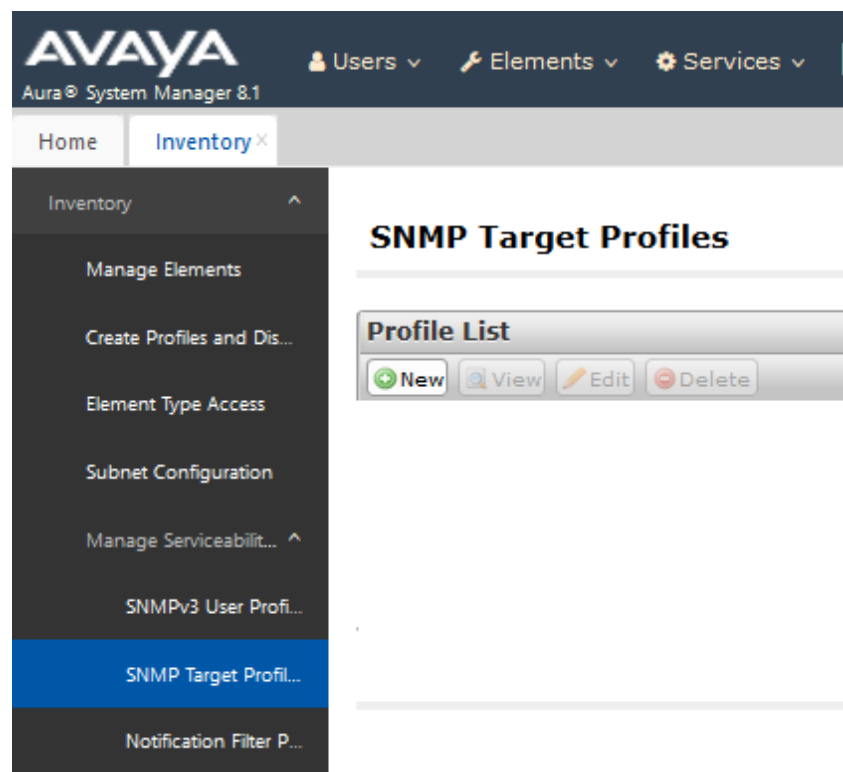 AVAYA
Aura® System Manager 8.1
Users
Elements
Services
Home
Inventory ×
Inventory
Manage Elements
Create Profiles and Dis...
Element Type Access
Subnet Configuration
Manage Serviceabilit...
SNMPv3 User Profi...
SNMP Target Profil...
Notification Filter P...
SNMP Target Profiles
Profile List
New View Edit Delete